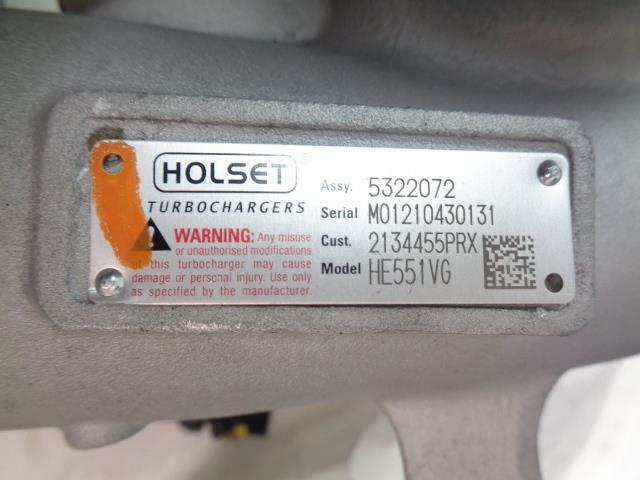 HOLSET®
TURBOCHARGERS
WARNING: Any misuse
or unauthorised modifications
of this turbocharger may cause
damage or personal injury. Use only
as specified by the manufacturer.
Assy. 5322072
Serial M01210430131
Cust. 2134455PRX
Model HE551VG